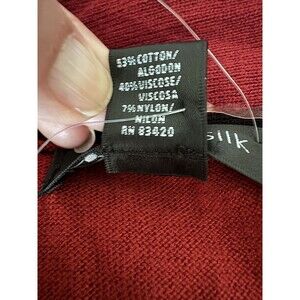 53% COTTON/
ALGODON
40% VISCOSE/
VISCOSA
7% NYLON/
NILON
RN 83420
silk